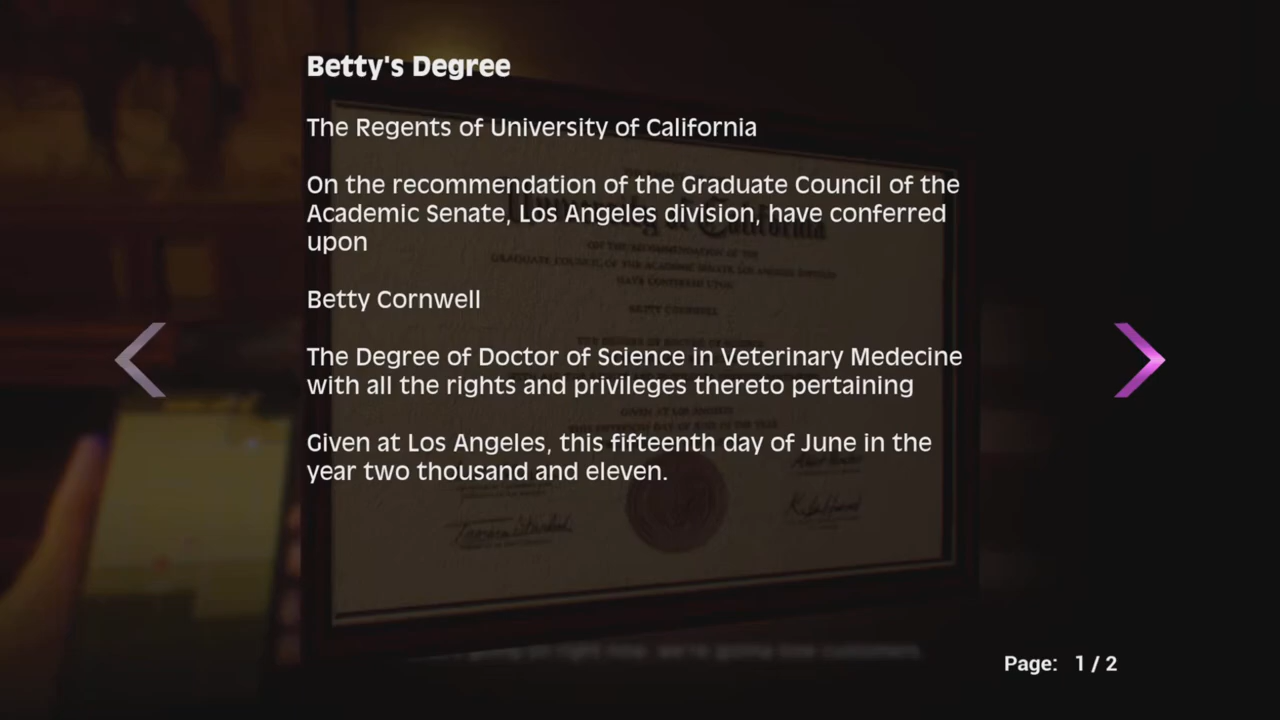 Betty's Degree
The Regents of University of California
On the recommendation of the Graduate Council of the
Academic Senate, Los Angeles division, have conferred
upon
Betty Cornwell
The Degree of Doctor of Science in Veterinary Medecine
with all the rights and privileges thereto pertaining
Given at Los Angeles, this fifteenth day of June in the
year two thousand and eleven.
Page: 1 / 2